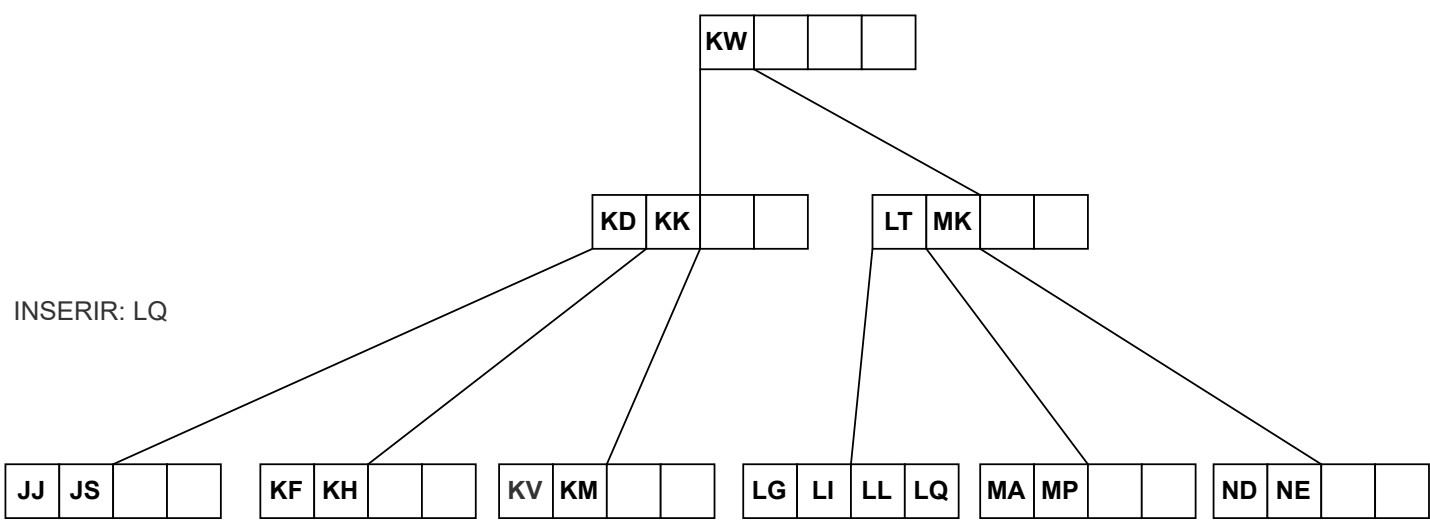 KW
KD KK
LT MK
INSERIR: LQ
JJ JS
KF KH
KV KM
LG LI LL LQ
MA MP
ND NE